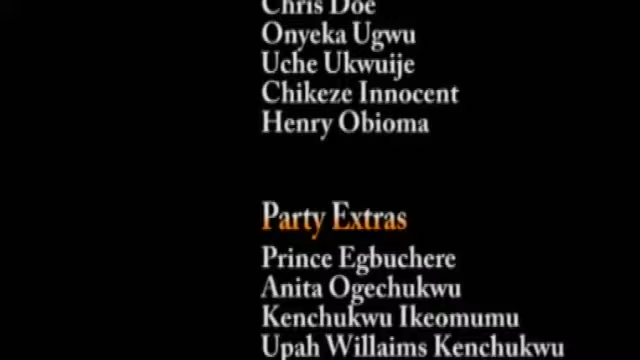 Chris Doe
Onyeka Ugwu
Uche Ukwuije
Chikeze Innocent
Henry Obioma
Party Extras
Prince Egbuchere
Anita Ogechukwu
Kenchukwu Ikeomumu
Upah Willaims Kenchukwu